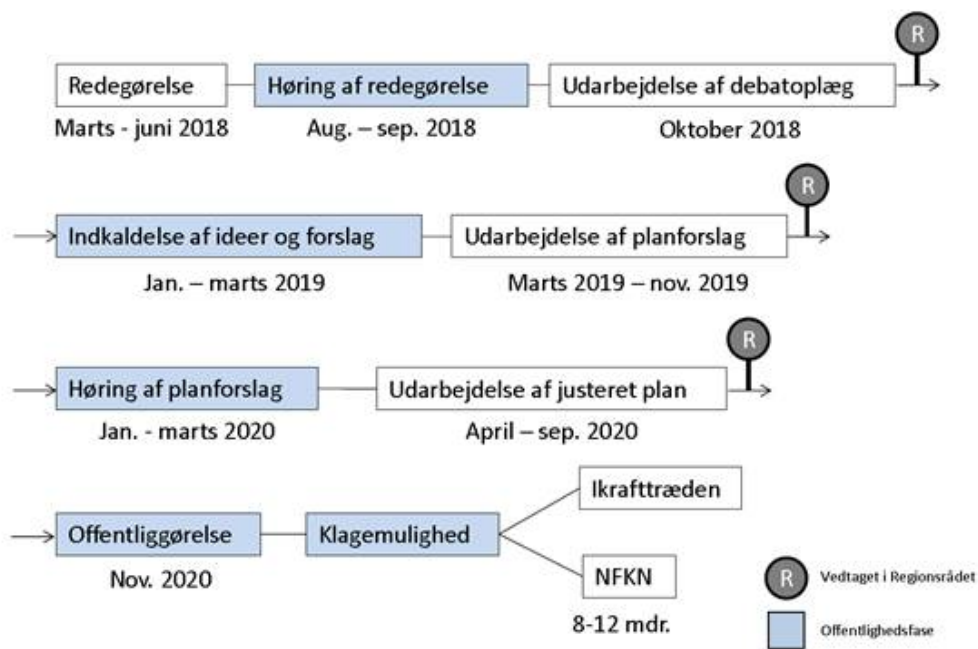 R
Redegørelse
Høring af redegørelse
Udarbejdelse af debatoplæg
Marts - juni 2018
Aug. – sep. 2018
Oktober 2018
R
Indkaldelse af ideer og forslag
Udarbejdelse af planforslag
Jan. – marts 2019
Marts 2019 – nov. 2019
R
Høring af planforslag
Udarbejdelse af justeret plan
Jan. - marts 2020
April – sep. 2020
Ikrafttræden
Offentliggørelse
Klagemulighed
Nov. 2020
NFKN
8-12 mdr.
R
Vedtaget i Regionsrådet
Offentlighedsfase